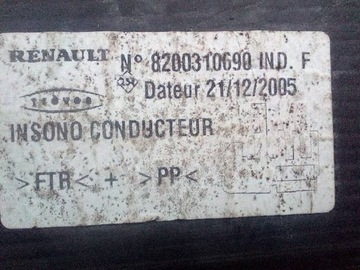 RENAULT N° 8200310690 IND. F
Dateur 21/12/2005
INSONO CONDUCTEUR
>FTR< + >PP<